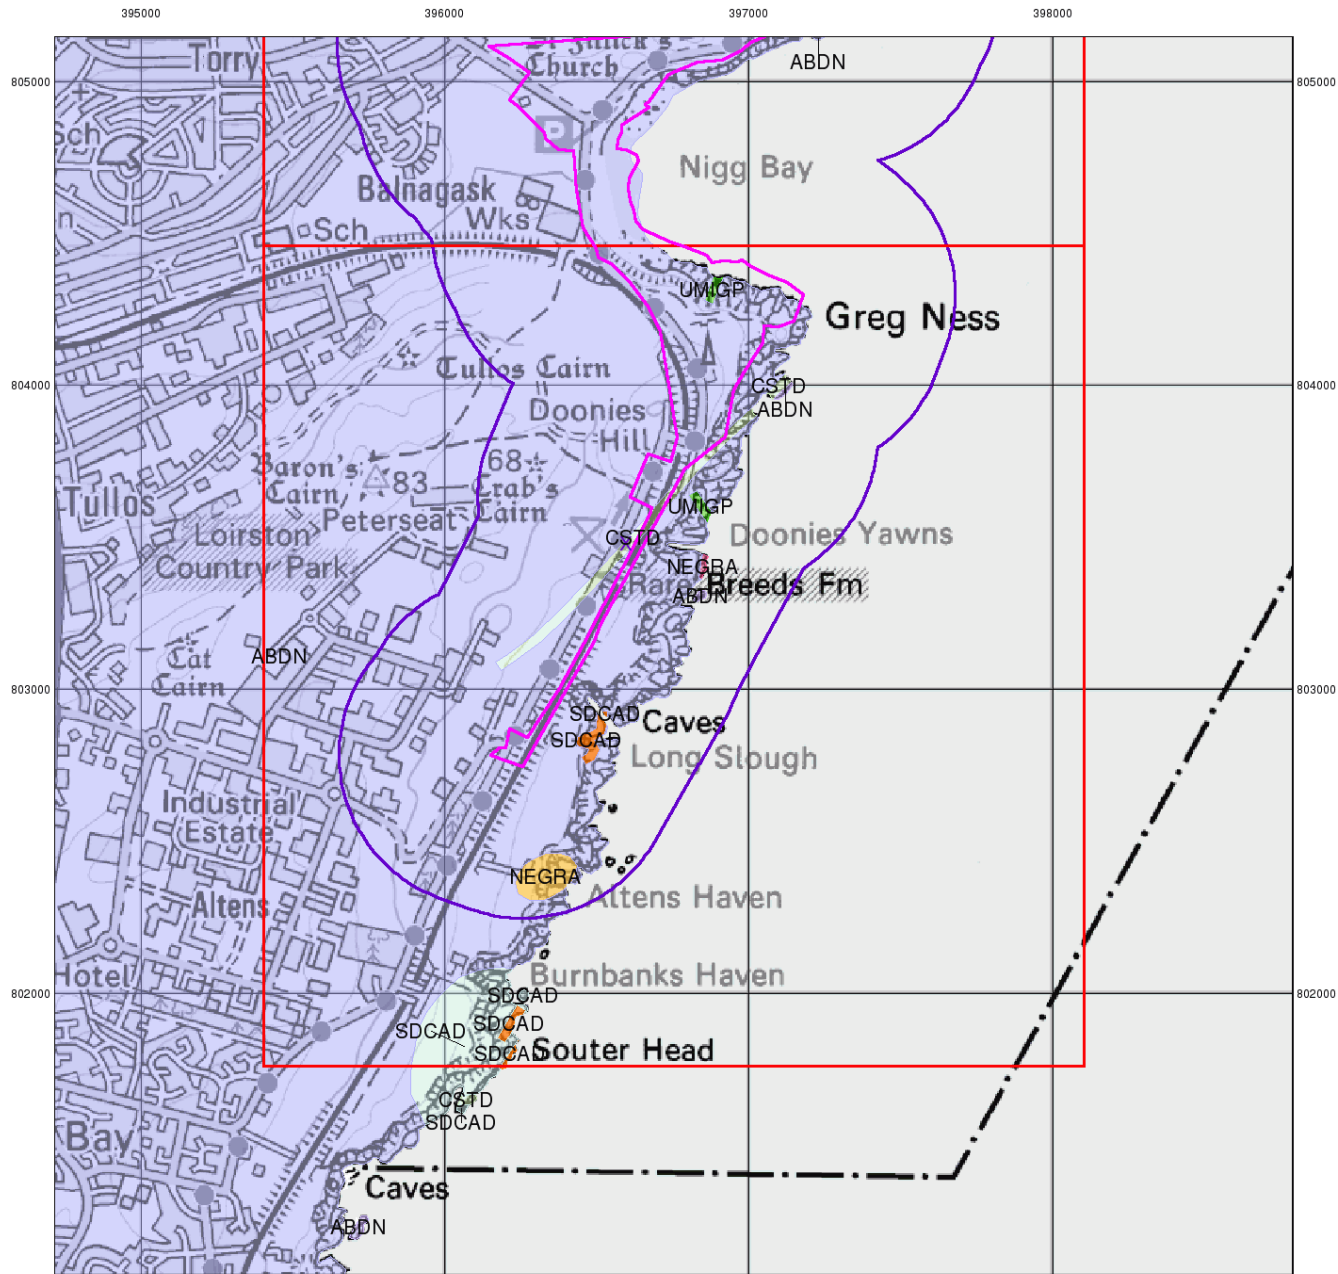 395000 396000 397000 398000
Torry
St Fittick's
Church
ABDN
805000 805000
Sch
P
Nigg Bay
Balnagask
Wks
n
Sch
UMIGP
Greg Ness
Tullos Cairn
804000 CSTD 804000
Doonies
Hill
ABDN
Baron's
Cairn
83
68
Crab's
Cairn
Tullos
Peterseat
UMIGP
Loirston
Country Park
CSTD
Doonies Yawns
NEGRA
Rare Breeds Fm
ABDN
ABDN
Cat
Cairn
803000 803000
SDCAD Caves
SDCAD
Long Slough
Industrial
Estate
NEGRA
Altens Altens Haven
Hotel Burnbanks Haven
802000 SDCAD 802000
SDCAD SDCAD
SDCAD Souter Head
CSTD
SDCAD
Bay
Caves
ABDN